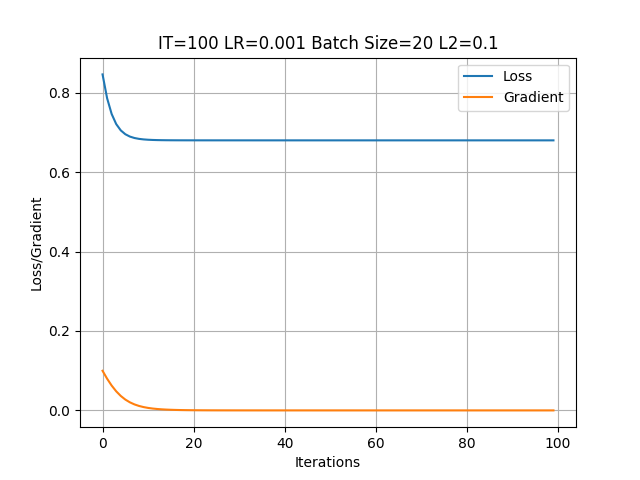 IT=100 LR=0.001 Batch Size=20 L2=0.1
Loss
Gradient
0.8
0.6
0.4
0.2
0.0
Loss/Gradient
0 20 40 60 80 100
Iterations